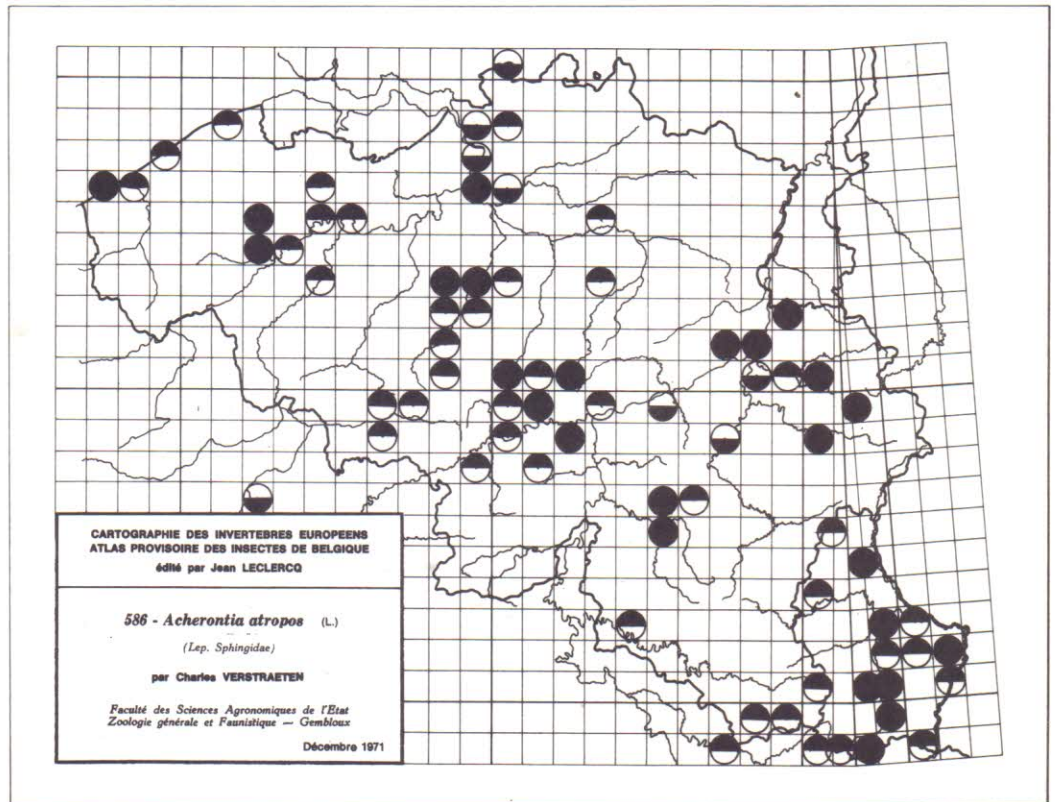 CARTOGRAPHIE DES INVERTEBRES EUROPEENS
ATLAS PROVISOIRE DES INSECTES DE BELGIQUE
édité par Jean LECLERCQ
586 - Acherontia atropos (L.)
(Lep. Sphingidae)
par Charles VERSTRAETEN
Faculté des Sciences Agronomiques de l'Etat
Zoologie générale et Faunistique — Gembloux
Décembre 1971